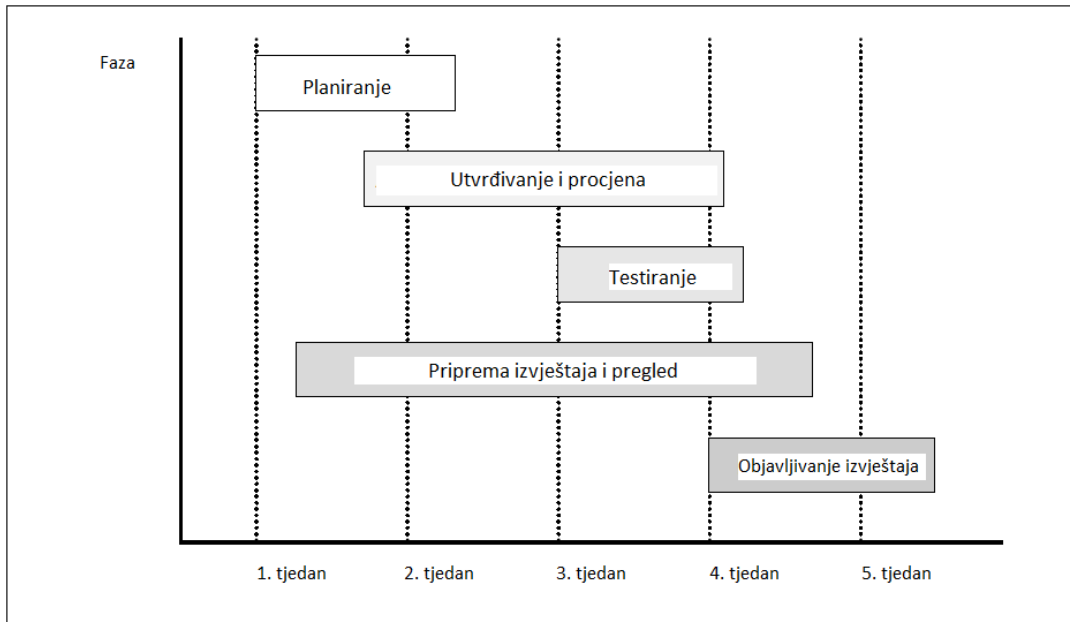 Faza
Planiranje
Utvrđivanje i procjena
Testiranje
Priprema izvještaja i pregled
Objavljivanje izvještaja
1. tjedan 2. tjedan 3. tjedan 4. tjedan 5. tjedan